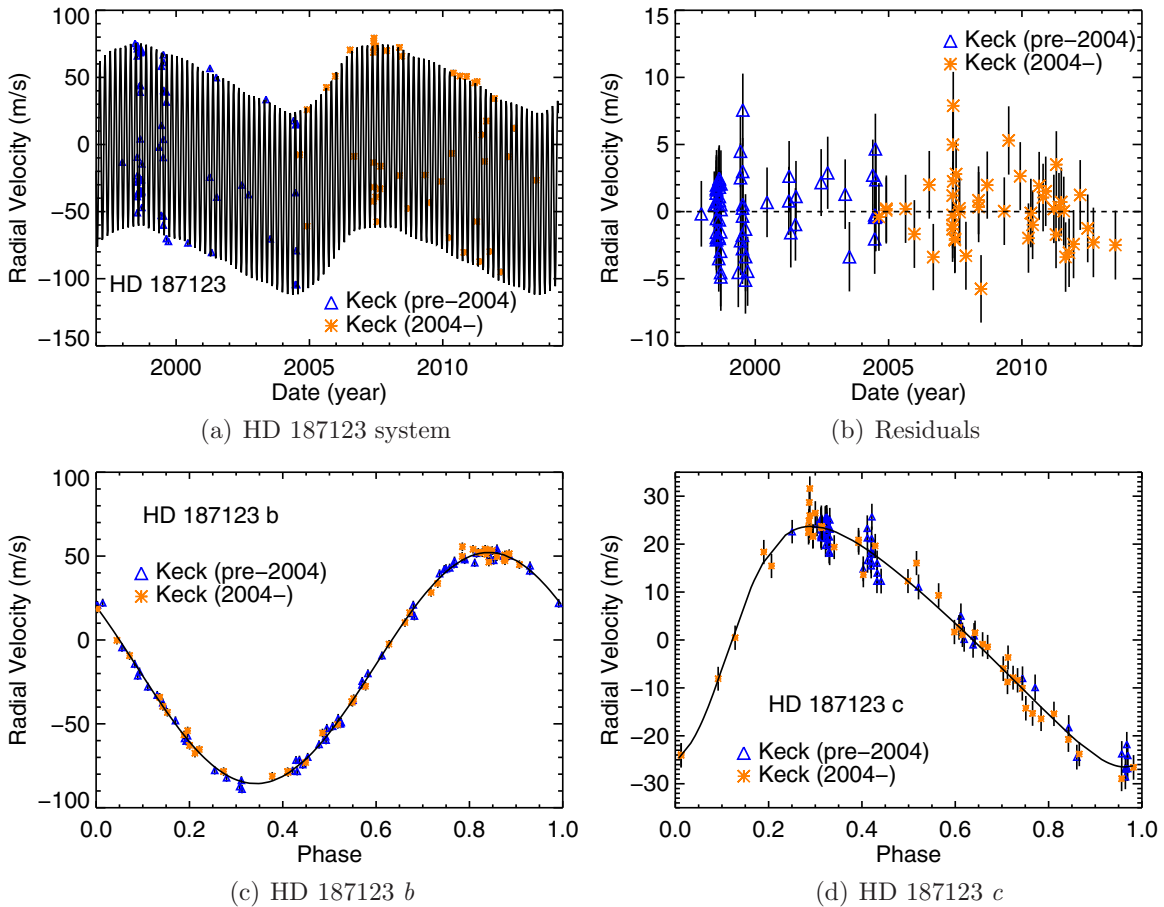 Radial Velocity (m/s)
100
50
0
−50
−100
−150
HD 187123
Keck (pre−2004)
Keck (2004−)
2000
2005
2010
Date (year)
(a) HD 187123 system
Radial Velocity (m/s)
15
10
5
0
−5
−10
Keck (pre−2004)
Keck (2004−)
2000
2005
2010
Date (year)
(b) Residuals
Radial Velocity (m/s)
100
50
0
−50
−100
HD 187123 b
Keck (pre−2004)
Keck (2004−)
0.0
0.2
0.4
0.6
0.8
1.0
Phase
(c) HD 187123 b
Radial Velocity (m/s)
30
20
10
0
−10
−20
−30
HD 187123 c
Keck (pre−2004)
Keck (2004−)
0.0
0.2
0.4
0.6
0.8
1.0
Phase
(d) HD 187123 c